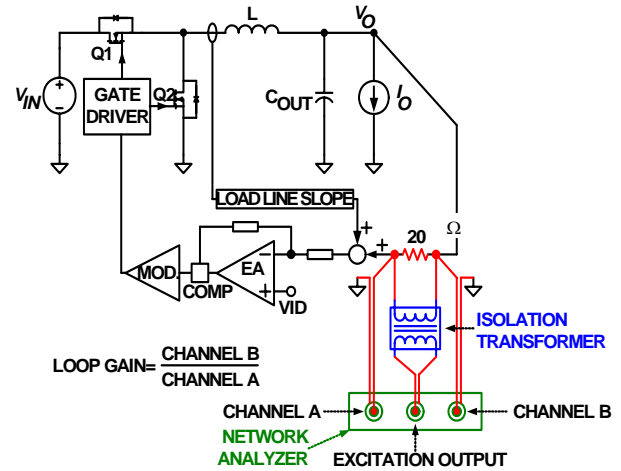 L
VO
Q1
VIN
GATE
DRIVER
Q2
COUT
IO
LOAD LINE SLOPE
+
+
20
Ω
MOD.
COMP
EA
−
+
VID
ISOLATION
TRANSFORMER
LOOP GAIN= CHANNEL B
CHANNEL A
CHANNEL A
CHANNEL B
NETWORK
ANALYZER
EXCITATION OUTPUT